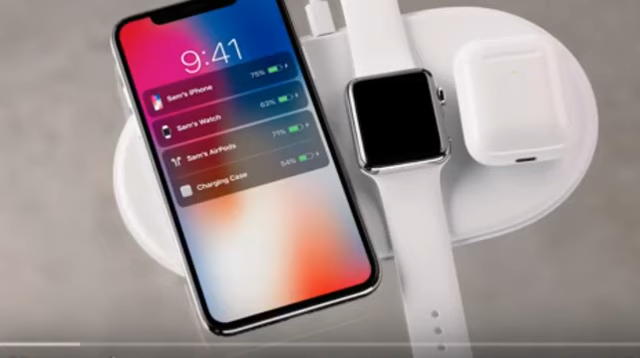 9:41
Sam's iPhone 75%
Sam's Watch 63%
Sam's AirPods 71%
Charging Case 54%